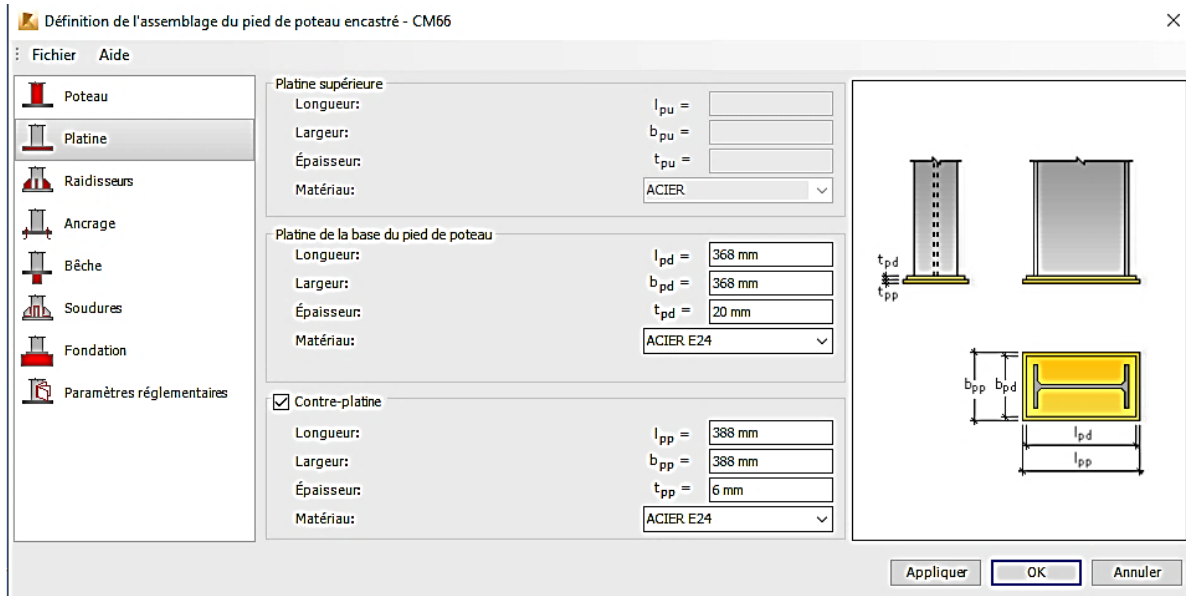 Définition de l'assemblage du pied de poteau encastré - CM66
Fichier Aide
Poteau
Platine
Raidisseurs
Ancrage
Bêche
Soudures
Fondation
Paramètres réglementaires
Platine supérieure
Longueur: lpu =
Largeur: bpu =
Épaisseur: tpu =
Matériau: ACIER
Platine de la base du pied de poteau
Longueur: lpd = 368 mm
Largeur: bpd = 368 mm
Épaisseur: tpd = 20 mm
Matériau: ACIER E24
Contre-platine
Longueur: lpp = 388 mm
Largeur: bpp = 388 mm
Épaisseur: tpp = 6 mm
Matériau: ACIER E24
tpd
tpp
bpp bpd
lpd
lpp
Appliquer OK Annuler